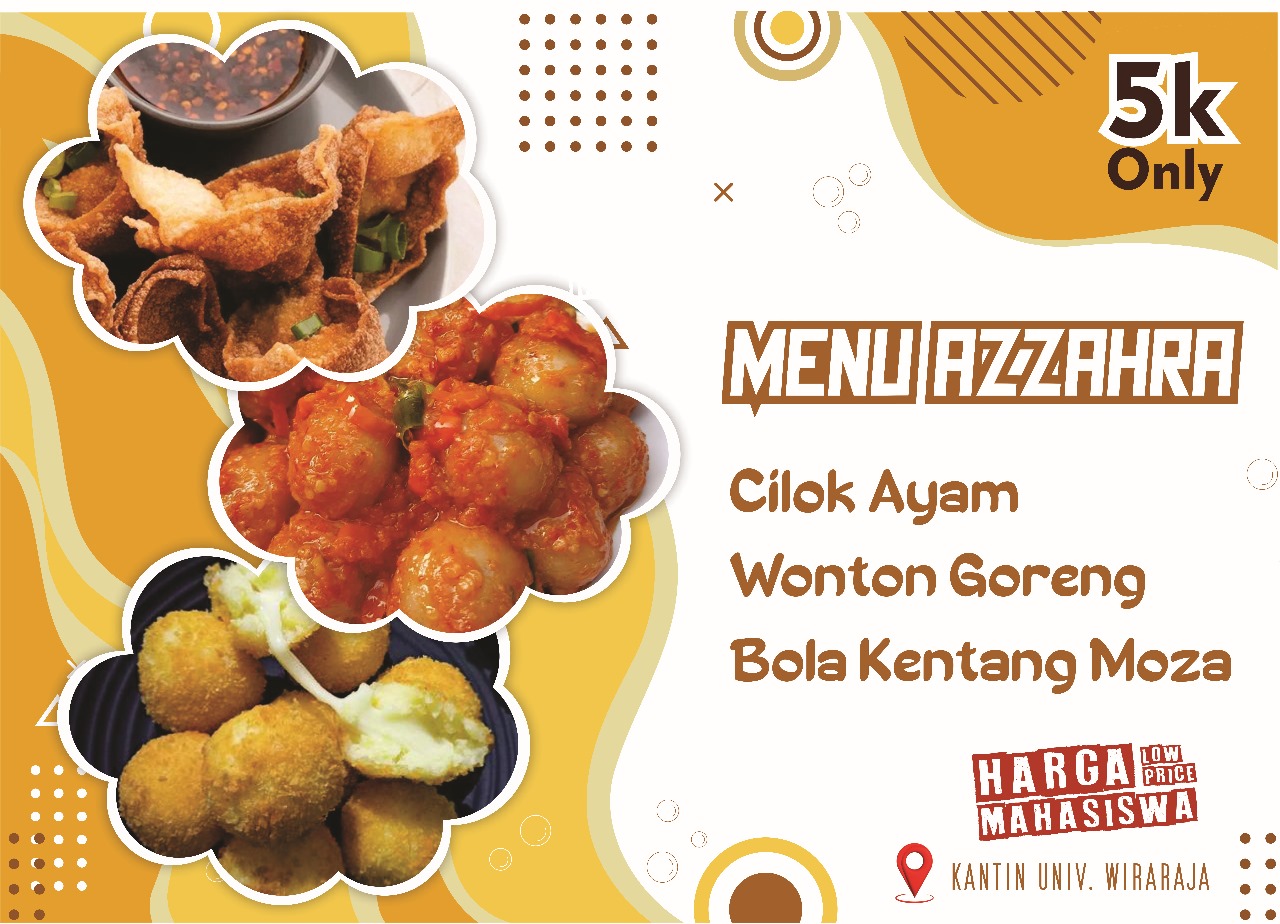 5k
Only
MENU AZZAHRA
Cilok Ayam
Wonton Goreng
Bola Kentang Moza
HARGA LOW PRICE
MAHASISWA
KANTIN UNIV. WIRARAJA